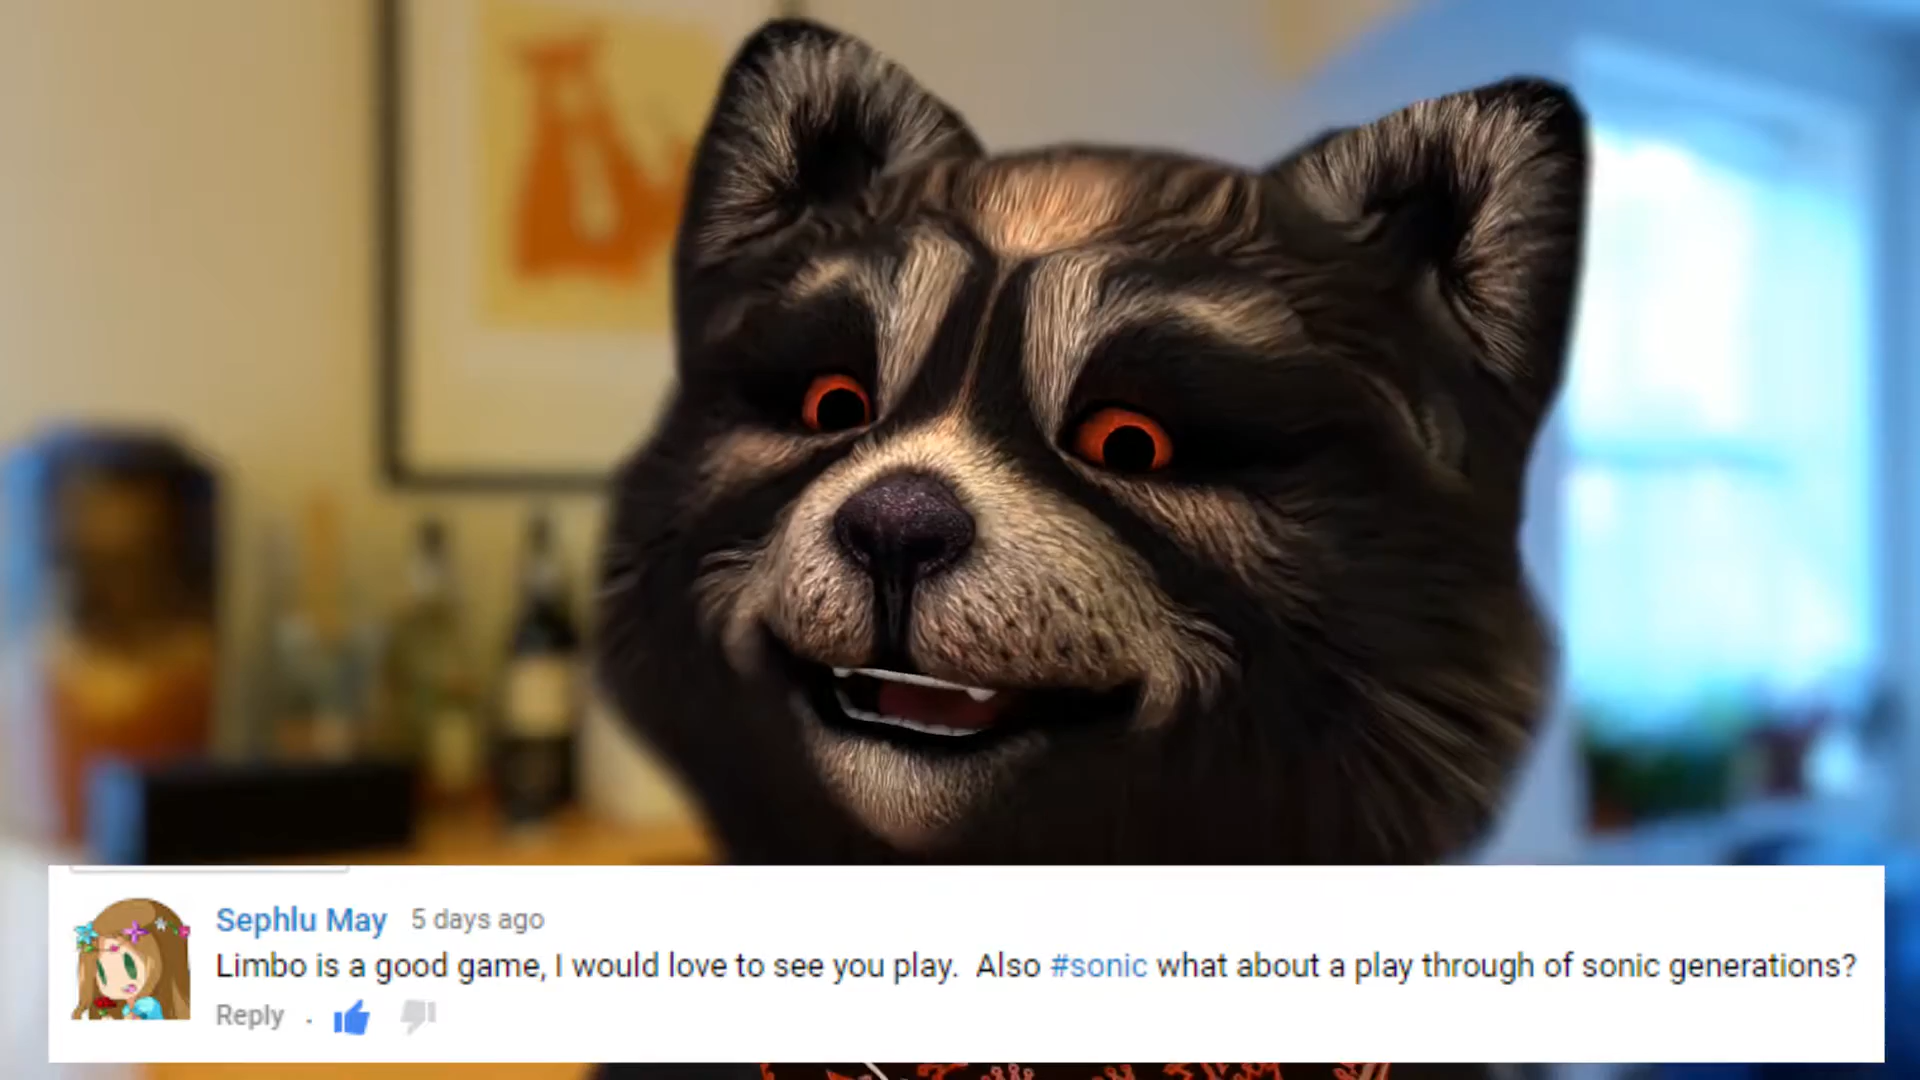 Sephlu May 5 days ago
Limbo is a good game, I would love to see you play. Also #sonic what about a play through of sonic generations?
Reply